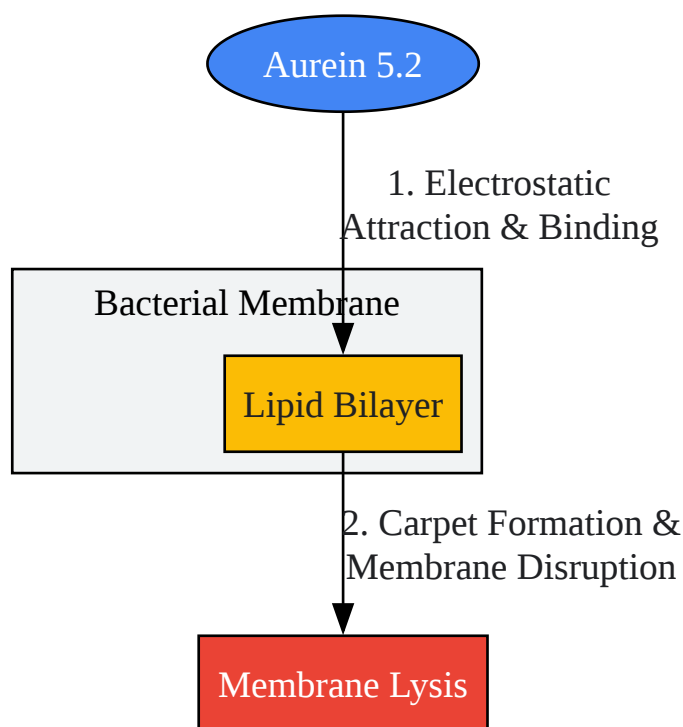 Aurein 5.2
1. Electrostatic
Attraction & Binding
Bacterial Membrane
Lipid Bilayer
2. Carpet Formation &
Membrane Disruption
Membrane Lysis